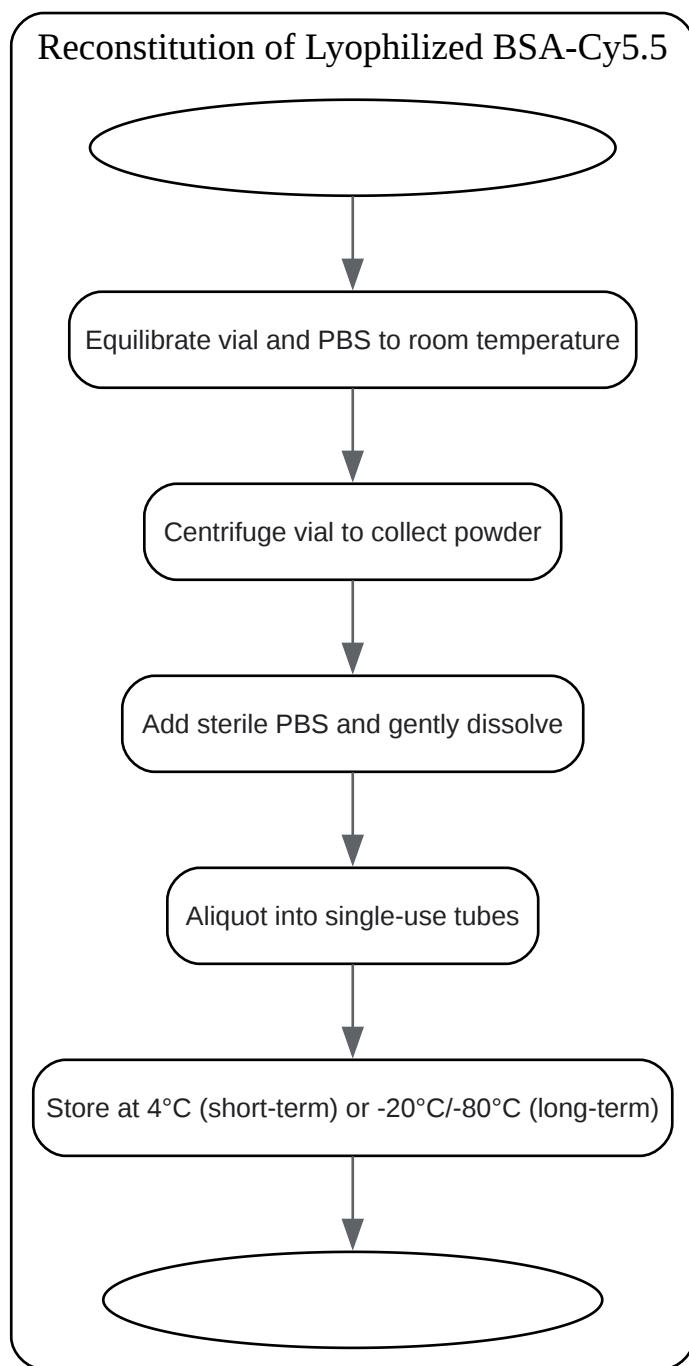 Reconstitution of Lyophilized BSA-Cy5.5
Equilibrate vial and PBS to room temperature
Centrifuge vial to collect powder
Add sterile PBS and gently dissolve
Aliquot into single-use tubes
Store at 4°C (short-term) or -20°C/-80°C (long-term)